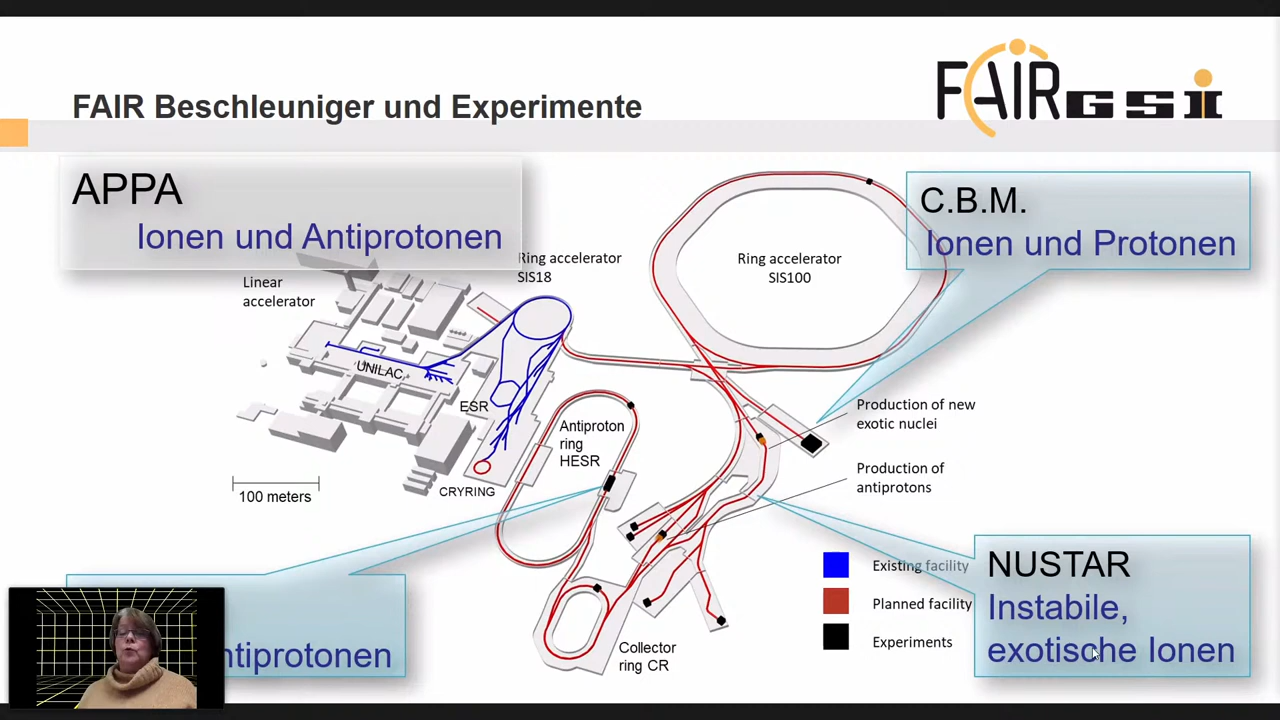 FAIR GSI
FAIR Beschleuniger und Experimente
APPA
Ionen und Antiprotonen
C.B.M.
Ionen und Protonen
Linear
accelerator
Ring accelerator
SIS18
Ring accelerator
SIS100
UNILAC
ESR
CRYRING
100 meters
Antiproton
ring
HESR
Production of new
exotic nuclei
Production of
antiprotons
Existing facility
Planned facility
Experiments
Collector
ring CR
NUSTAR
Instabile,
exotische Ionen
ntiprotonen